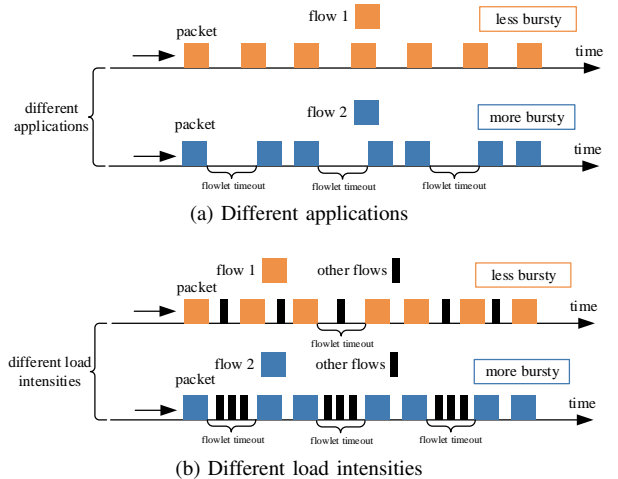 flow 1
less bursty
packet
time
different
applications
flow 2
more bursty
packet
time
flowlet timeout
flowlet timeout
flowlet timeout
(a) Different applications
flow 1
other flows
less bursty
packet
time
flowlet timeout
different load
intensities
flow 2
other flows
more bursty
packet
time
flowlet timeout
flowlet timeout
flowlet timeout
(b) Different load intensities